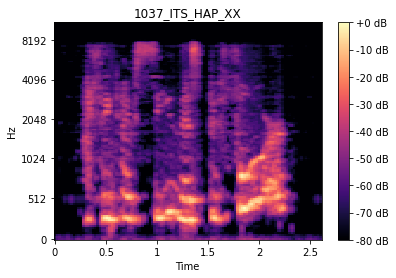 1037_ITS_HAP_XX
Hz
8192
4096
2048
1024
512
0
0 0.5 1 1.5 2 2.5
Time
+0 dB
-10 dB
-20 dB
-30 dB
-40 dB
-50 dB
-60 dB
-70 dB
-80 dB